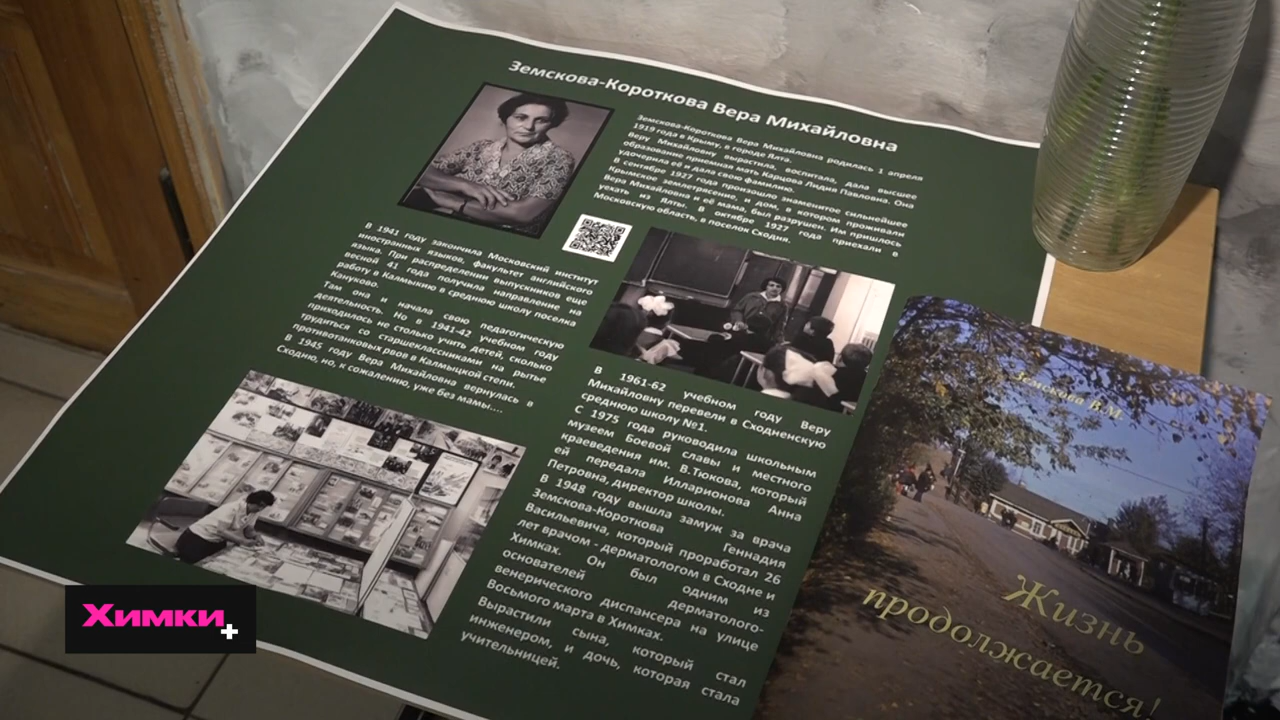 Земскова-Короткова Вера Михайловна
Земскова-Короткова Вера Михайловна родилась 1 апреля
1919 года в Крыму, в городе Ялта.
Веру Михайловну вырастила, воспитала, дала высшее
образование приемная мать Карцова Лидия Павловна. Она
удочерила её и дала свою фамилию.
В сентябре 1927 года произошло знаменитое сильнейшее
Крымское землетрясение, и дом, в котором проживали
Вера Михайловна и её мама, был разрушен. Им пришлось
уехать из Ялты. В октябре 1927 года приехали в
Московскую область, в поселок Сходня.
В 1941 году закончила Московский институт
иностранных языков, факультет английского
языка. При распределении выпускников еще
весной 41 года получила направление на
работу в Калмыкию в среднюю школу поселка
Канукова.
Там она и начала свою педагогическую
деятельность. Но в 1941-42 учебном году
приходилось не столько учить детей, сколько
трудиться со старшеклассниками на рытье
противотанковых рвов в Калмыцкой степи.
В 1945 году Вера Михайловна вернулась в
Сходню, но, к сожалению, уже без мамы....
В 1961-62 учебном году Веру
Михайловну перевели в Сходненскую
среднюю школу №1.
С 1975 года руководила школьным
музеем Боевой славы и местного
краеведения им. В.Тюкова, который
ей передала Илларионова Анна
Петровна, директор школы.
В 1948 году вышла замуж за врача
Земскова-Короткова Геннадия
Васильевича, который проработал 26
лет врачом - дерматологом в Сходне и
Химках. Он был одним из
основателей дерматолого-
венерического диспансера на улице
Восьмого марта в Химках.
Вырастили сына, который стал
инженером, и дочь, которая стала
учительницей.
Земскова В.М.
Жизнь
продолжается!
Химки+